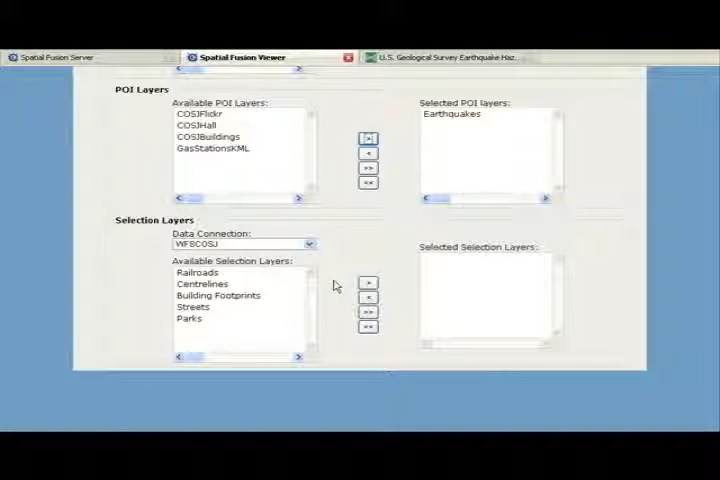 Spatial Fusion Server
Spatial Fusion Viewer
U.S. Geological Survey Earthquake Haz...
POI Layers
Available POI Layers:
Selected POI layers:
COSJFlickr
COSJHall
COSJBuildings
GasStationsKML
Earthquakes
>
<
>>
<<
Selection Layers
Data Connection:
WFSCOSJ
Available Selection Layers:
Selected Selection Layers:
Railroads
Centrelines
Building Footprints
Streets
Parks
>
<
>>
<<